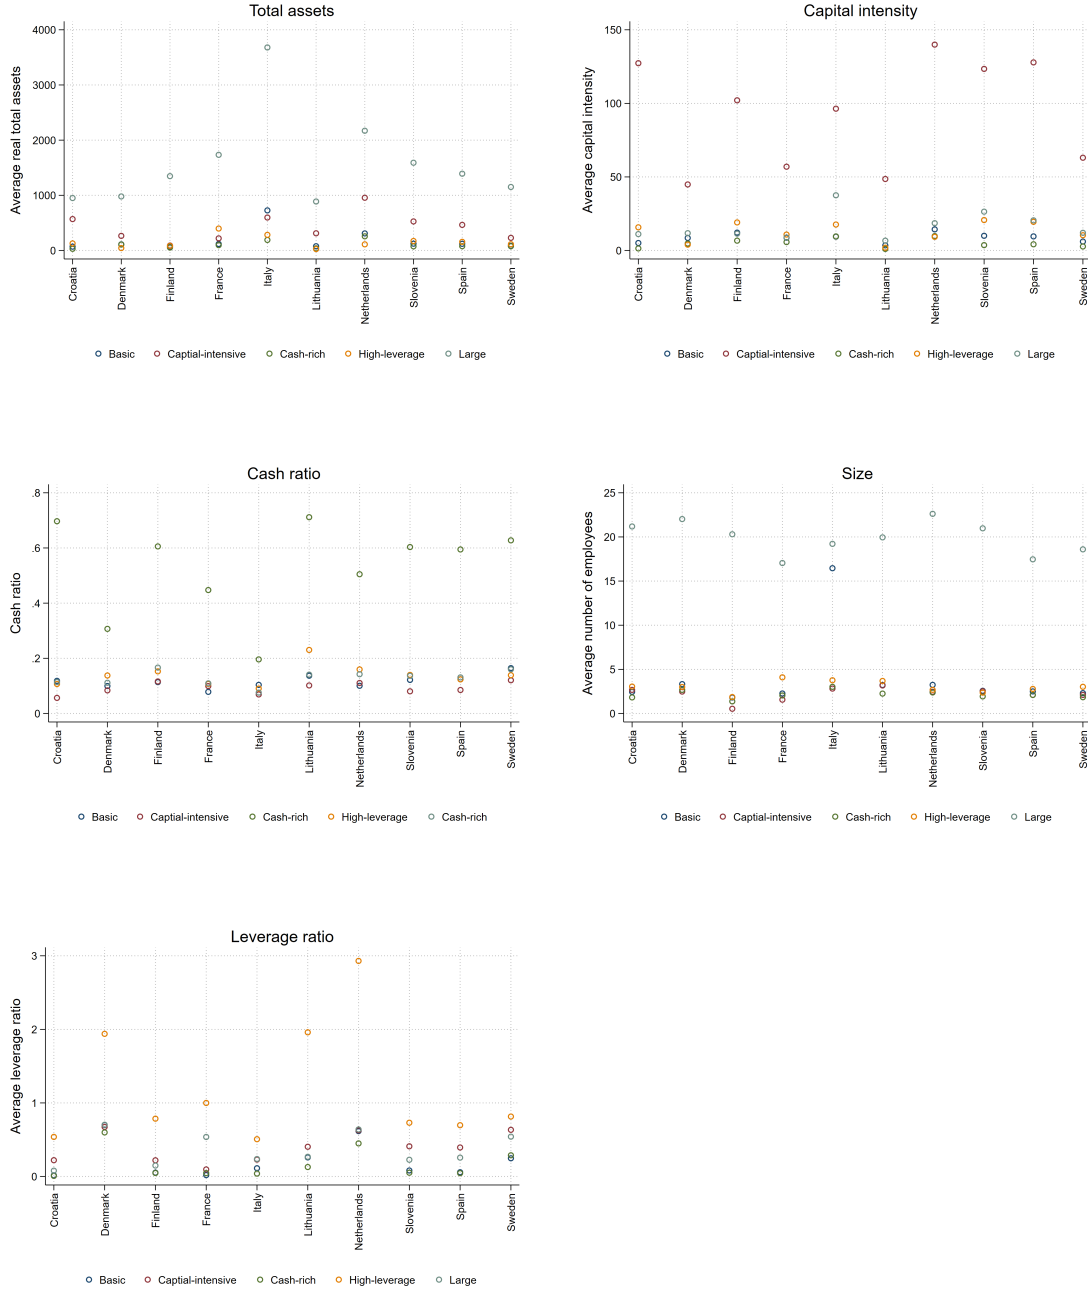 Total assets
Average real total assets
4000
3000
2000
1000
0
Croatia
Denmark
Finland
France
Italy
Lithuania
Netherlands
Slovenia
Spain
Sweden
Basic Captial-intensive Cash-rich High-leverage Large
Capital intensity
Average capital intensity
150
100
50
0
Croatia
Denmark
Finland
France
Italy
Lithuania
Netherlands
Slovenia
Spain
Sweden
Basic Captial-intensive Cash-rich High-leverage Large
Cash ratio
Cash ratio
.8
.6
.4
.2
0
Croatia
Denmark
Finland
France
Italy
Lithuania
Netherlands
Slovenia
Spain
Sweden
Basic Captial-intensive Cash-rich High-leverage Cash-rich
Size
Average number of employees
25
20
15
10
5
0
Croatia
Denmark
Finland
France
Italy
Lithuania
Netherlands
Slovenia
Spain
Sweden
Basic Captial-intensive Cash-rich High-leverage Large
Leverage ratio
Average leverage ratio
3
2
1
0
Croatia
Denmark
Finland
France
Italy
Lithuania
Netherlands
Slovenia
Spain
Sweden
Basic Captial-intensive Cash-rich High-leverage Large